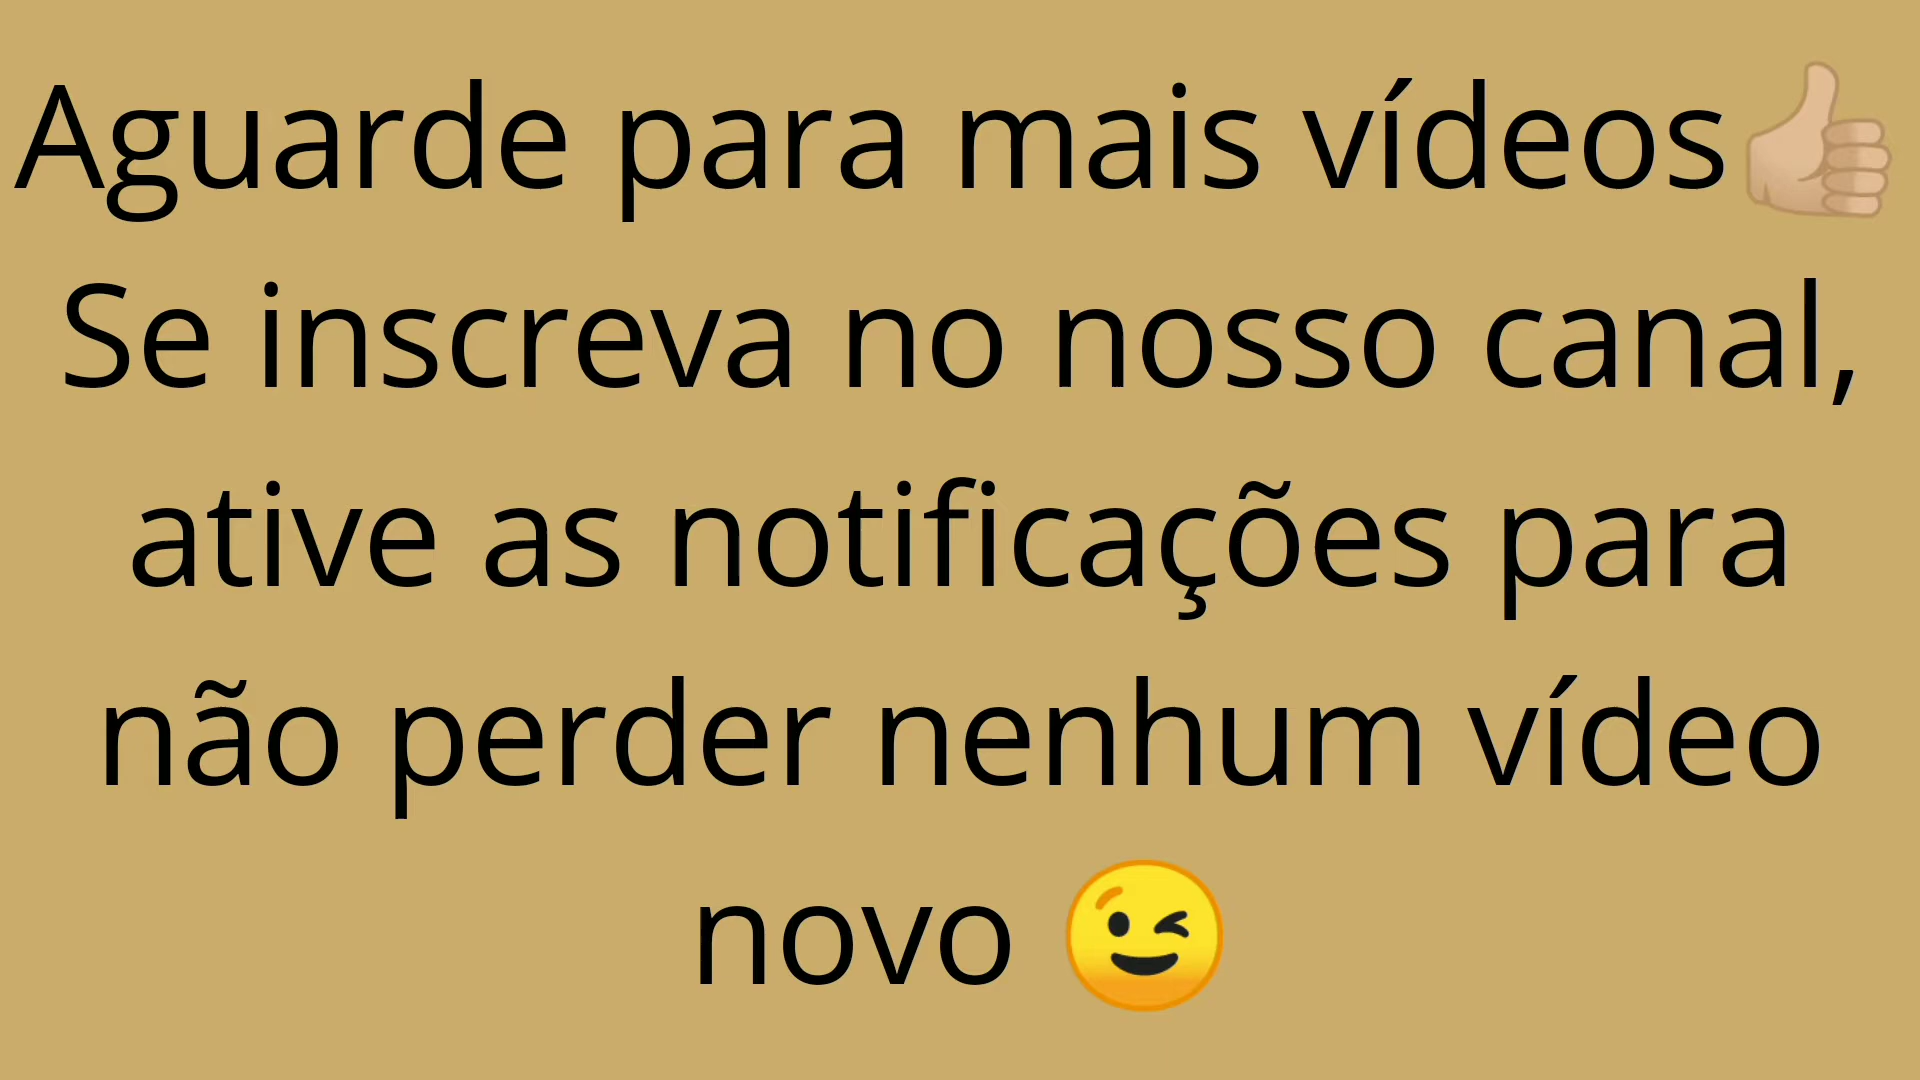 Aguarde para mais vídeos👍🏼
Se inscreva no nosso canal,
ative as notificações para
não perder nenhum vídeo
novo 😉